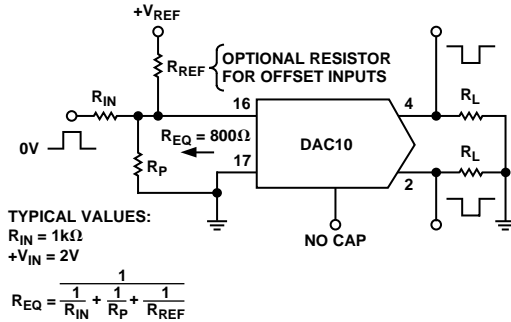 +VREF
RREF
OPTIONAL RESISTOR
FOR OFFSET INPUTS
RIN
16
4
RL
0V
REQ = 800Ω
DAC10
RP
17
2
RL
NO CAP
TYPICAL VALUES:
RIN = 1kΩ
+VIN = 2V
REQ = 1 / (1/RIN + 1/RP + 1/RREF)